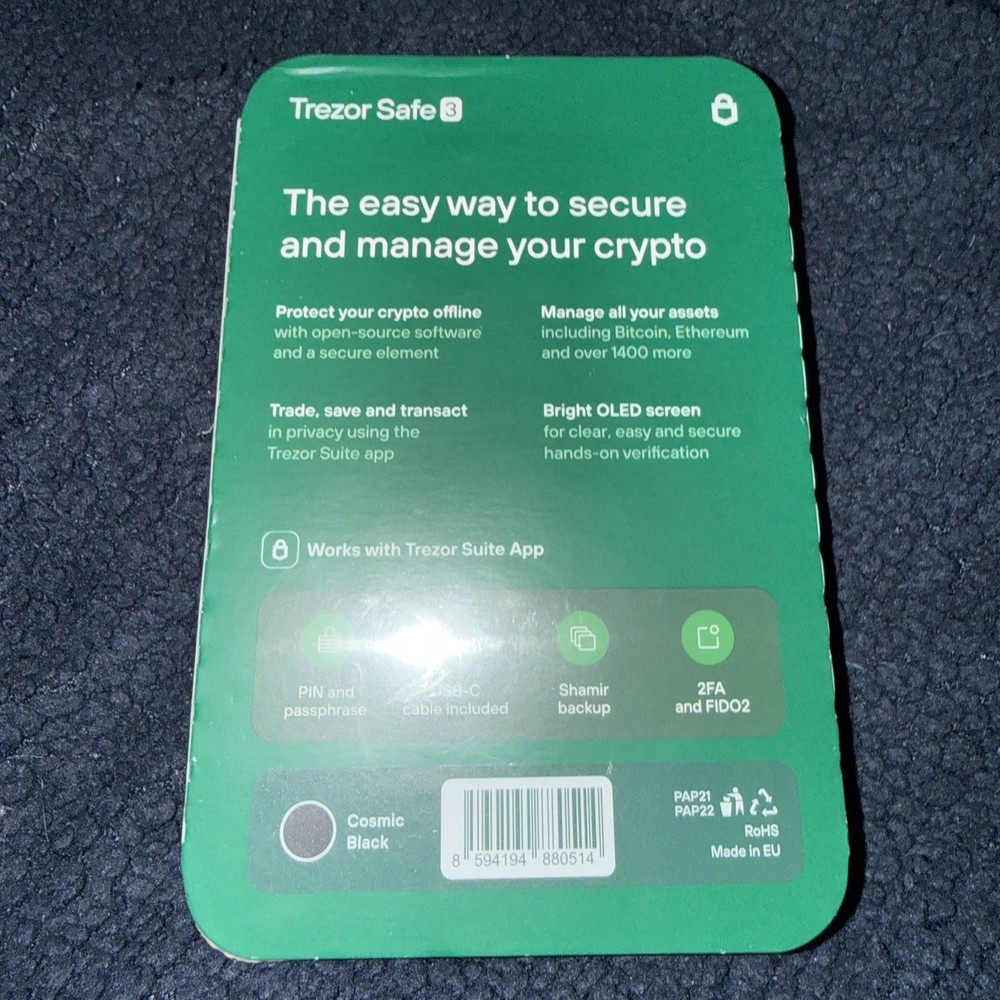 Trezor Safe 3
The easy way to secure
and manage your crypto
Protect your crypto offline
with open-source software
and a secure element
Manage all your assets
including Bitcoin, Ethereum
and over 1400 more
Trade, save and transact
in privacy using the
Trezor Suite app
Bright OLED screen
for clear, easy and secure
hands-on verification
Works with Trezor Suite App
PIN and
passphrase
USB-C
cable included
Shamir
backup
2FA
and FIDO2
Cosmic
Black
8 594194 880514
PAP21
PAP22
RoHS
Made in EU